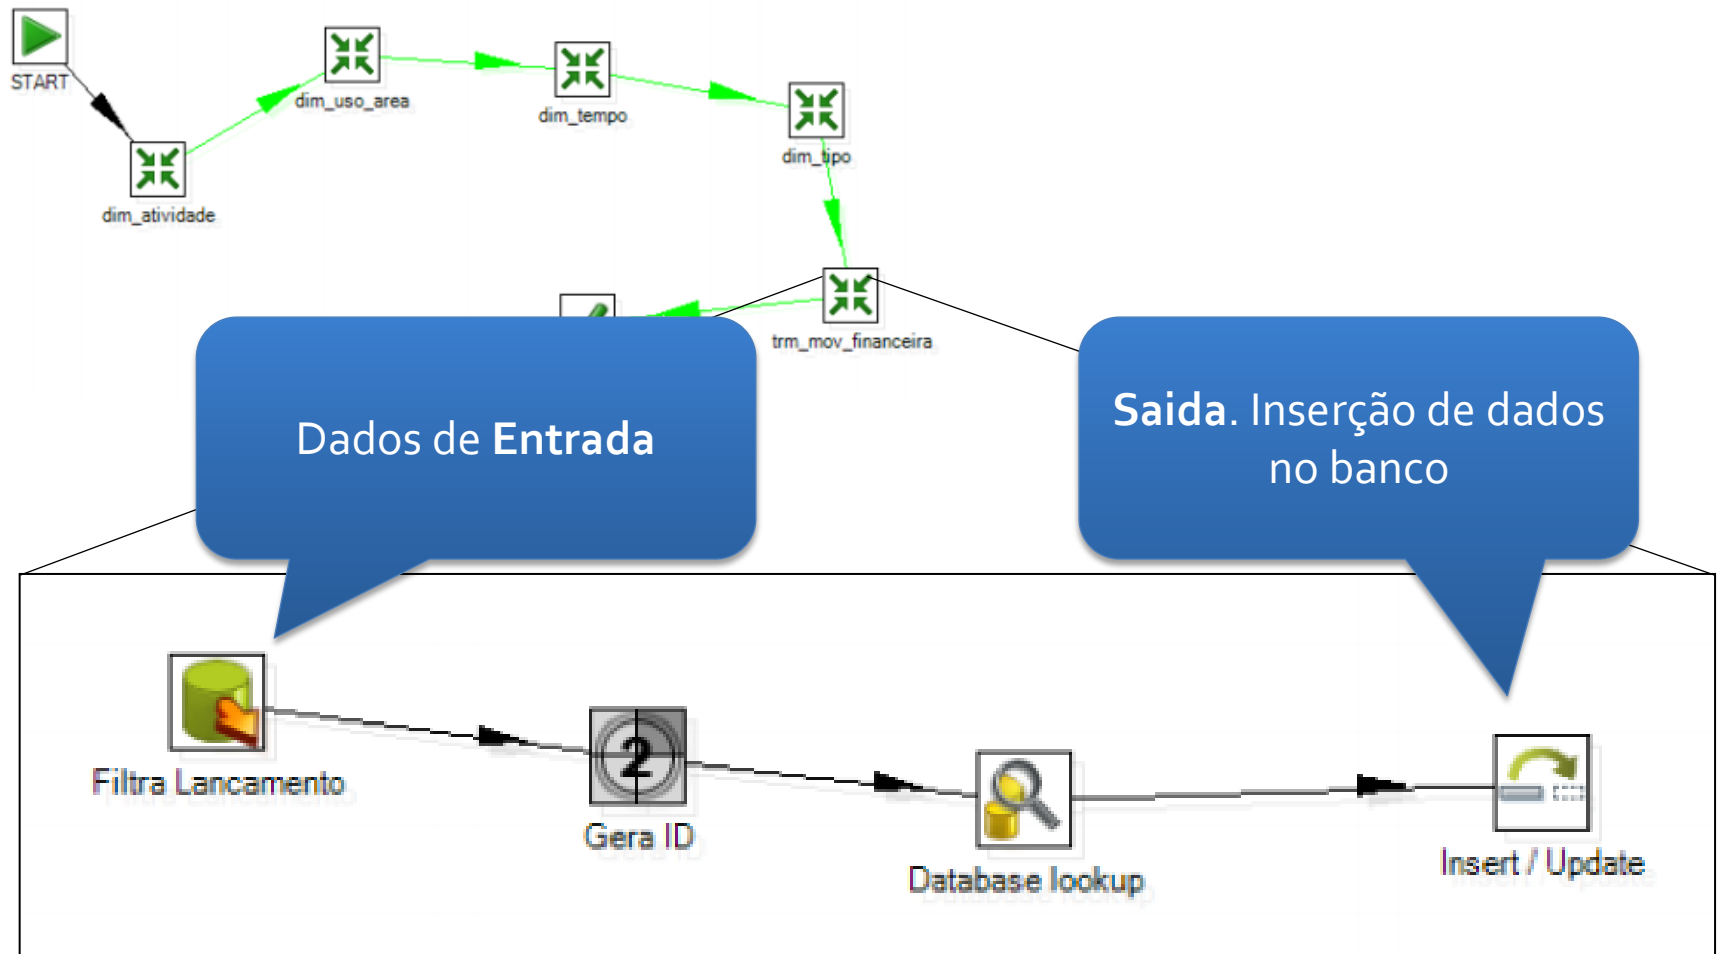 START
dim_uso_area
dim_tempo
dim_tipo
dim_atividade
trm_mov_financeira
Dados de Entrada
Saida. Inserção de dados
no banco
Filtra Lancamento
2
Gera ID
Database lookup
Insert / Update